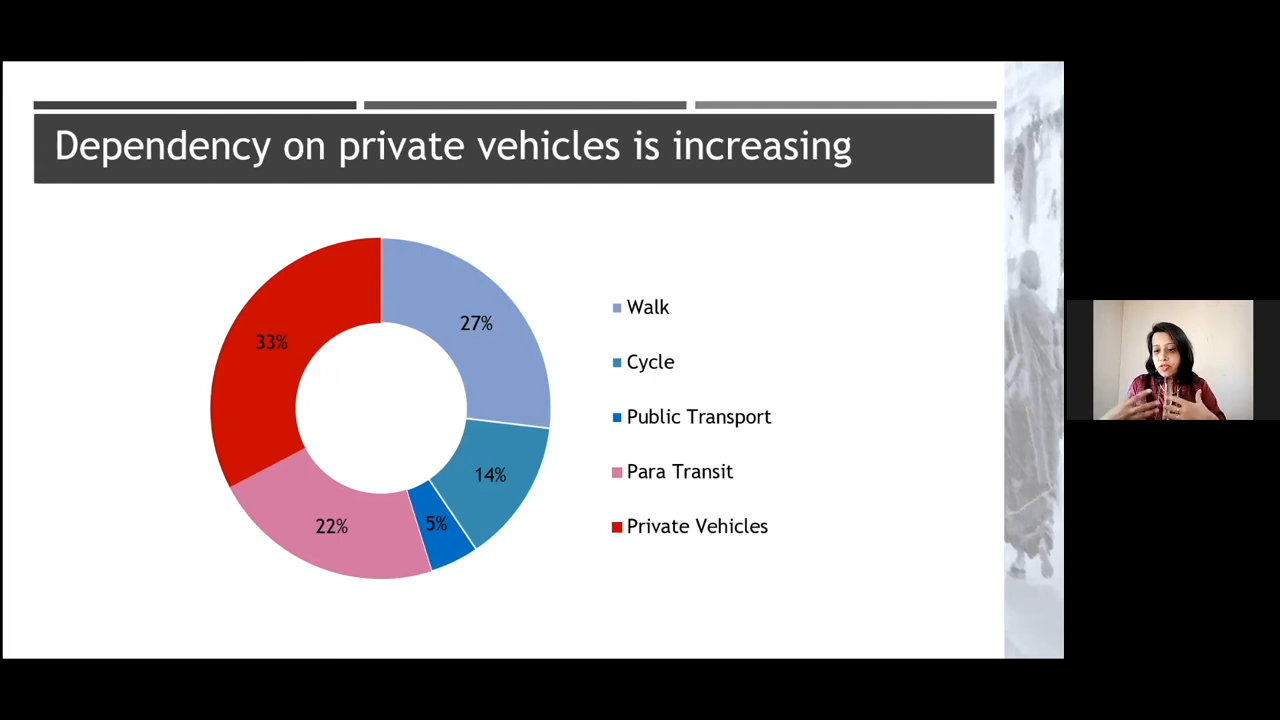 Dependency on private vehicles is increasing
27%
14%
5%
22%
33%
Walk
Cycle
Public Transport
Para Transit
Private Vehicles